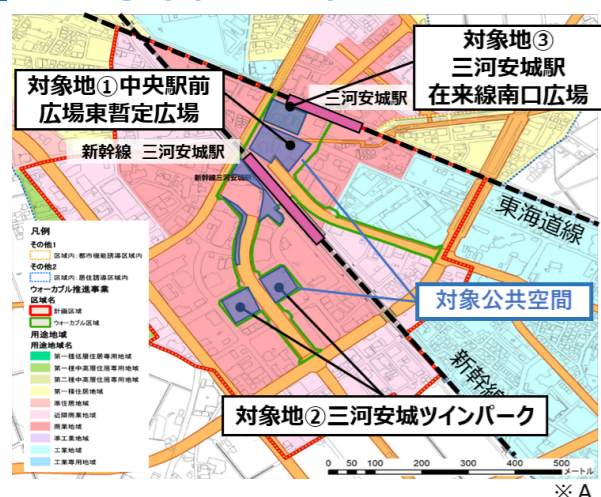 対象地③
三河安城駅
在来線南口広場
対象地①中央駅前
広場東暫定広場
三河安城駅
新幹線 三河安城駅
新幹線三河安城駅
東海道線
凡例
その他1
区域内:都市機能誘導区域内
その他2
区域内:居住誘導区域内
ウォーカブル推進事業
区域名
計画区域
ウォーカブル区域
用途地域
用途地域名
第一種低層住居専用地域
第一種中高層住居専用地域
第二種中高層住居専用地域
第一種住居地域
準住居地域
近隣商業地域
商業地域
準工業地域
工業地域
工業専用地域
対象公共空間
新幹線
対象地②三河安城ツインパーク
0 50 100 200 300 400 500
メートル
※A